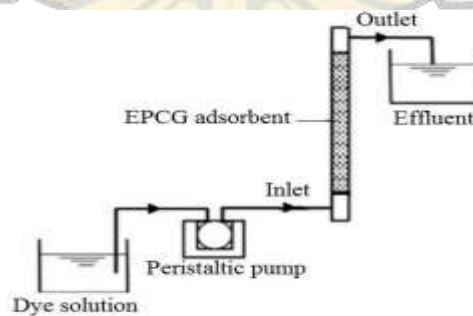 Outlet
EPCG adsorbent
Effluent
Inlet
Peristaltic pump
Dye solution